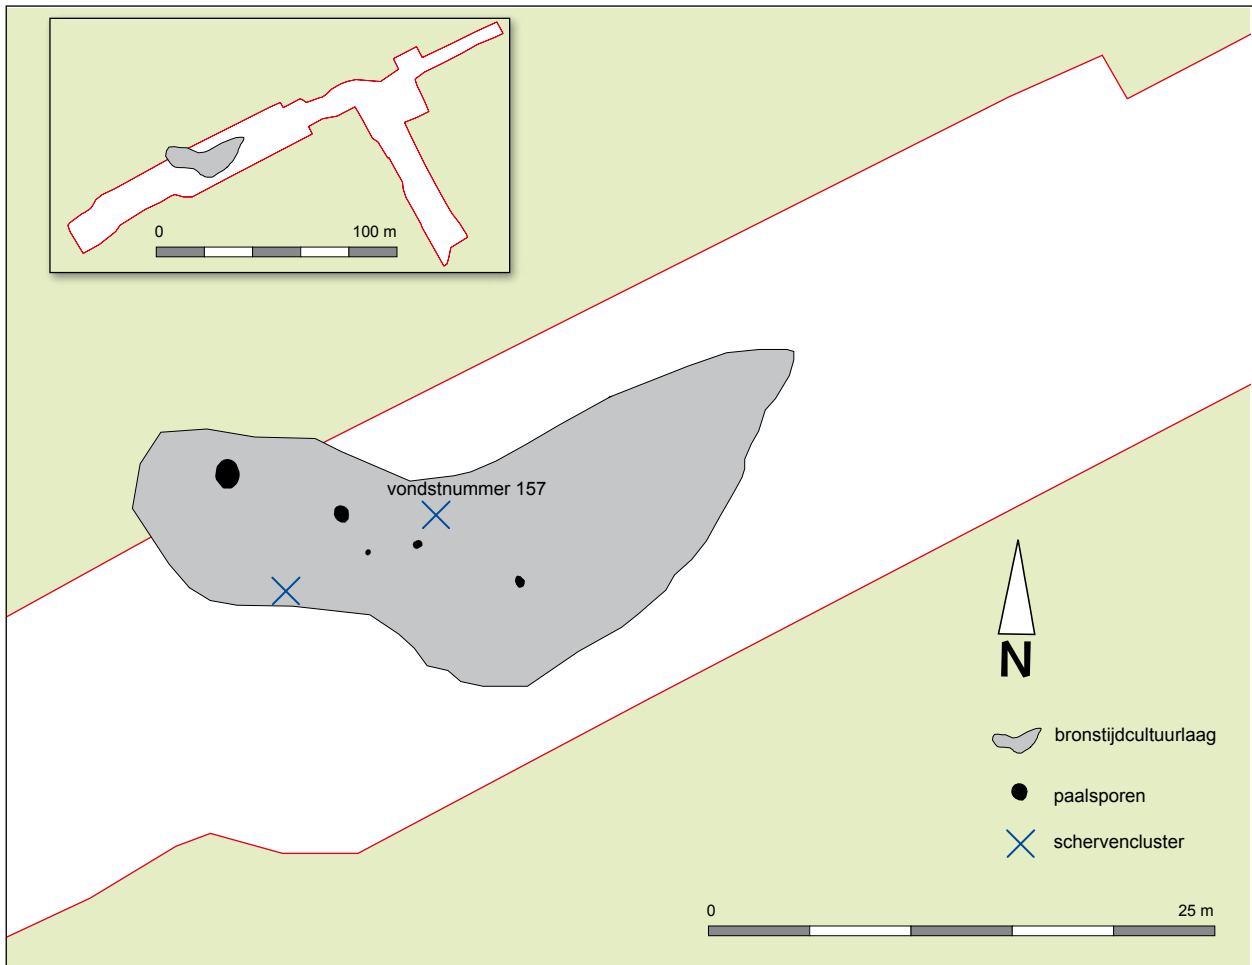 0 100 m
vondstnummer 157
N
bronstijdcultuurlaag
paalsporen
schervencluster
0 25 m